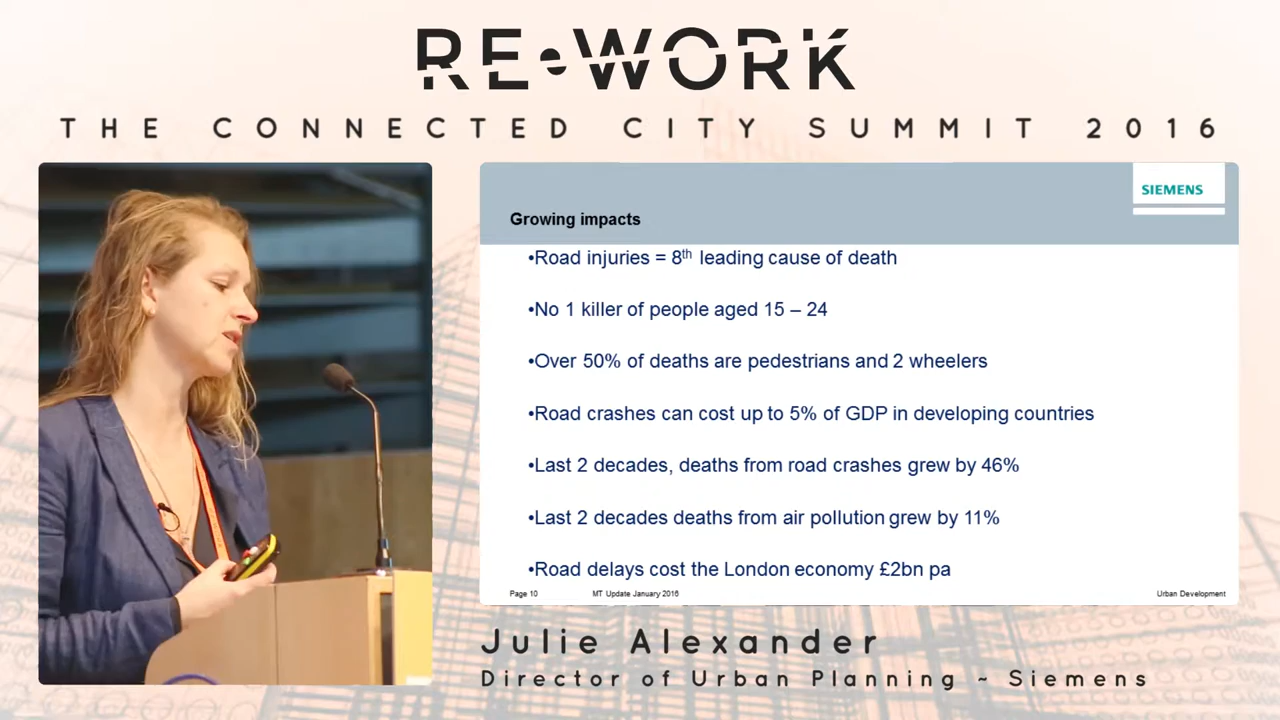 RE•WORK
THE CONNECTED CITY SUMMIT 2016
SIEMENS
Growing impacts
•Road injuries = 8th leading cause of death
•No 1 killer of people aged 15 – 24
•Over 50% of deaths are pedestrians and 2 wheelers
•Road crashes can cost up to 5% of GDP in developing countries
•Last 2 decades, deaths from road crashes grew by 46%
•Last 2 decades deaths from air pollution grew by 11%
•Road delays cost the London economy £2bn pa
Page 10 MT Update January 2016 Urban Development
Julie Alexander
Director of Urban Planning ~ Siemens